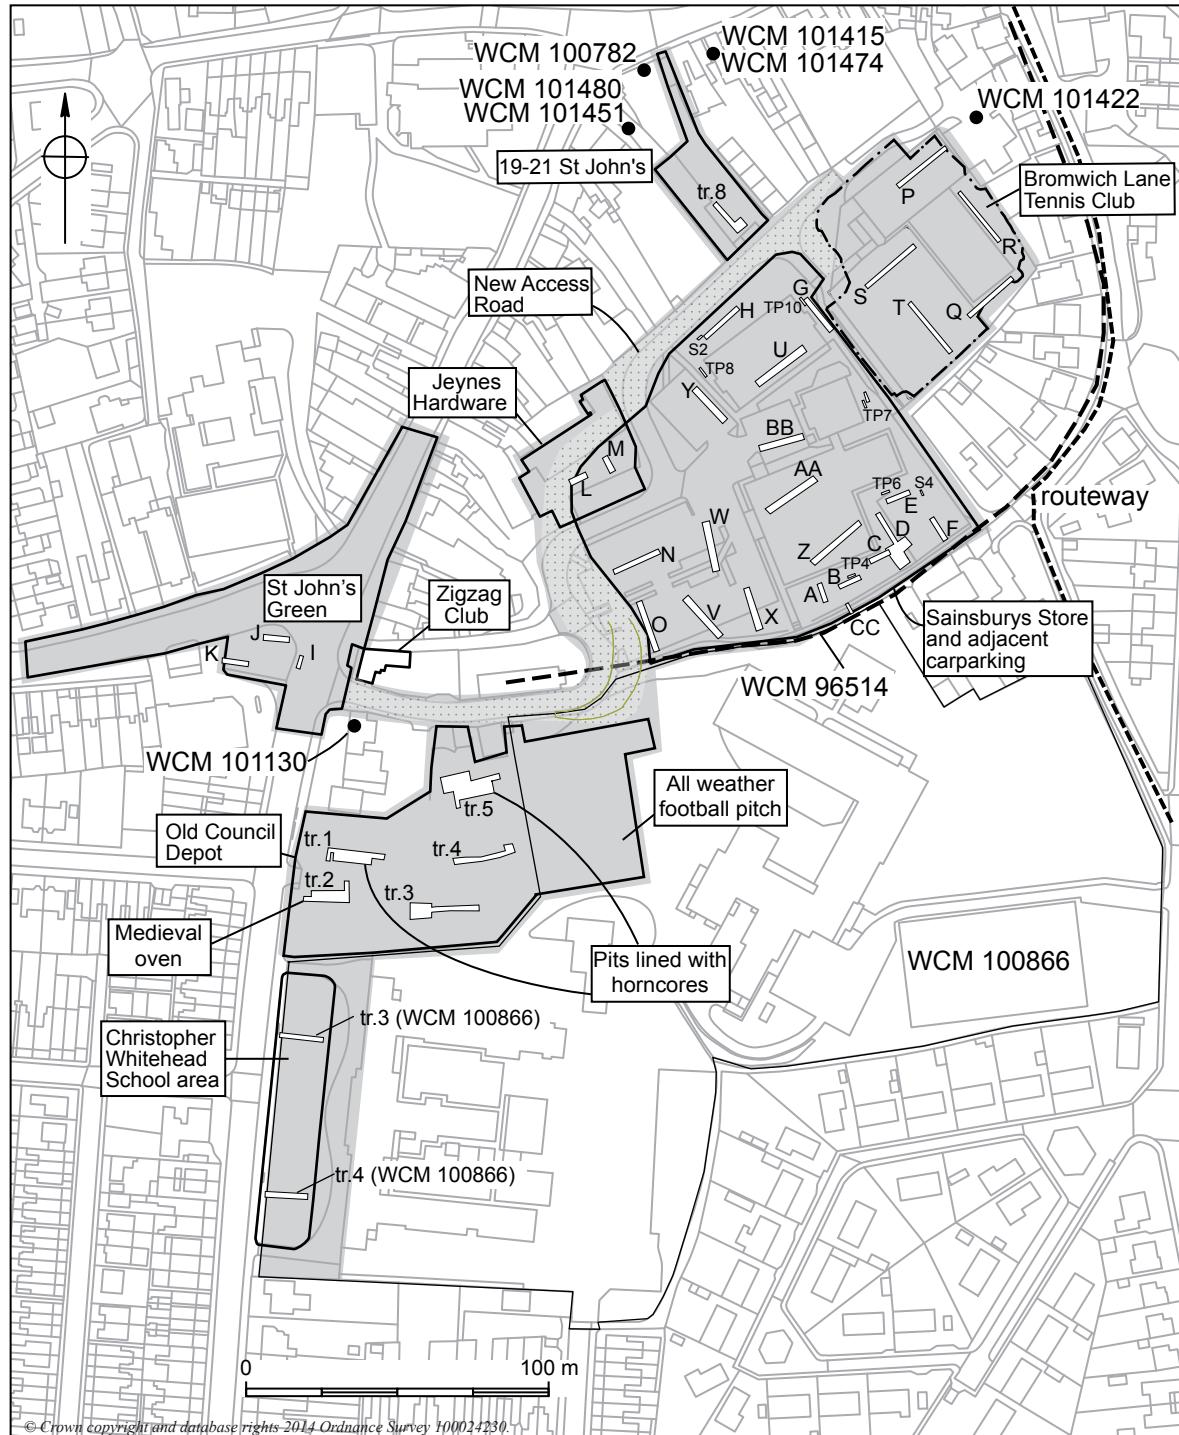 WCM 100782
WCM 101415
WCM 101474
WCM 101480
WCM 101451
WCM 101422
19-21 St John's
tr.8
P
Bromwich Lane
Tennis Club
R
New Access
Road
S
T
Q
G
TP10
H
S2
TP8
U
Y
Jeynes
Hardware
TP7
BB
M
L
AA
TP6
S4
E
routeway
W
D
F
Z
C
N
TP4
B
A
St John's
Green
Zigzag
Club
O
V
X
CC
Sainsburys Store
and adjacent
carparking
J
K
I
WCM 96514
WCM 101130
All weather
football pitch
tr.5
Old Council
Depot
tr.1
tr.4
tr.2
tr.3
Medieval
oven
Pits lined with
horncores
WCM 100866
tr.3 (WCM 100866)
Christopher
Whitehead
School area
tr.4 (WCM 100866)
0
100 m
© Crown copyright and database rights 2014 Ordnance Survey 100024230.